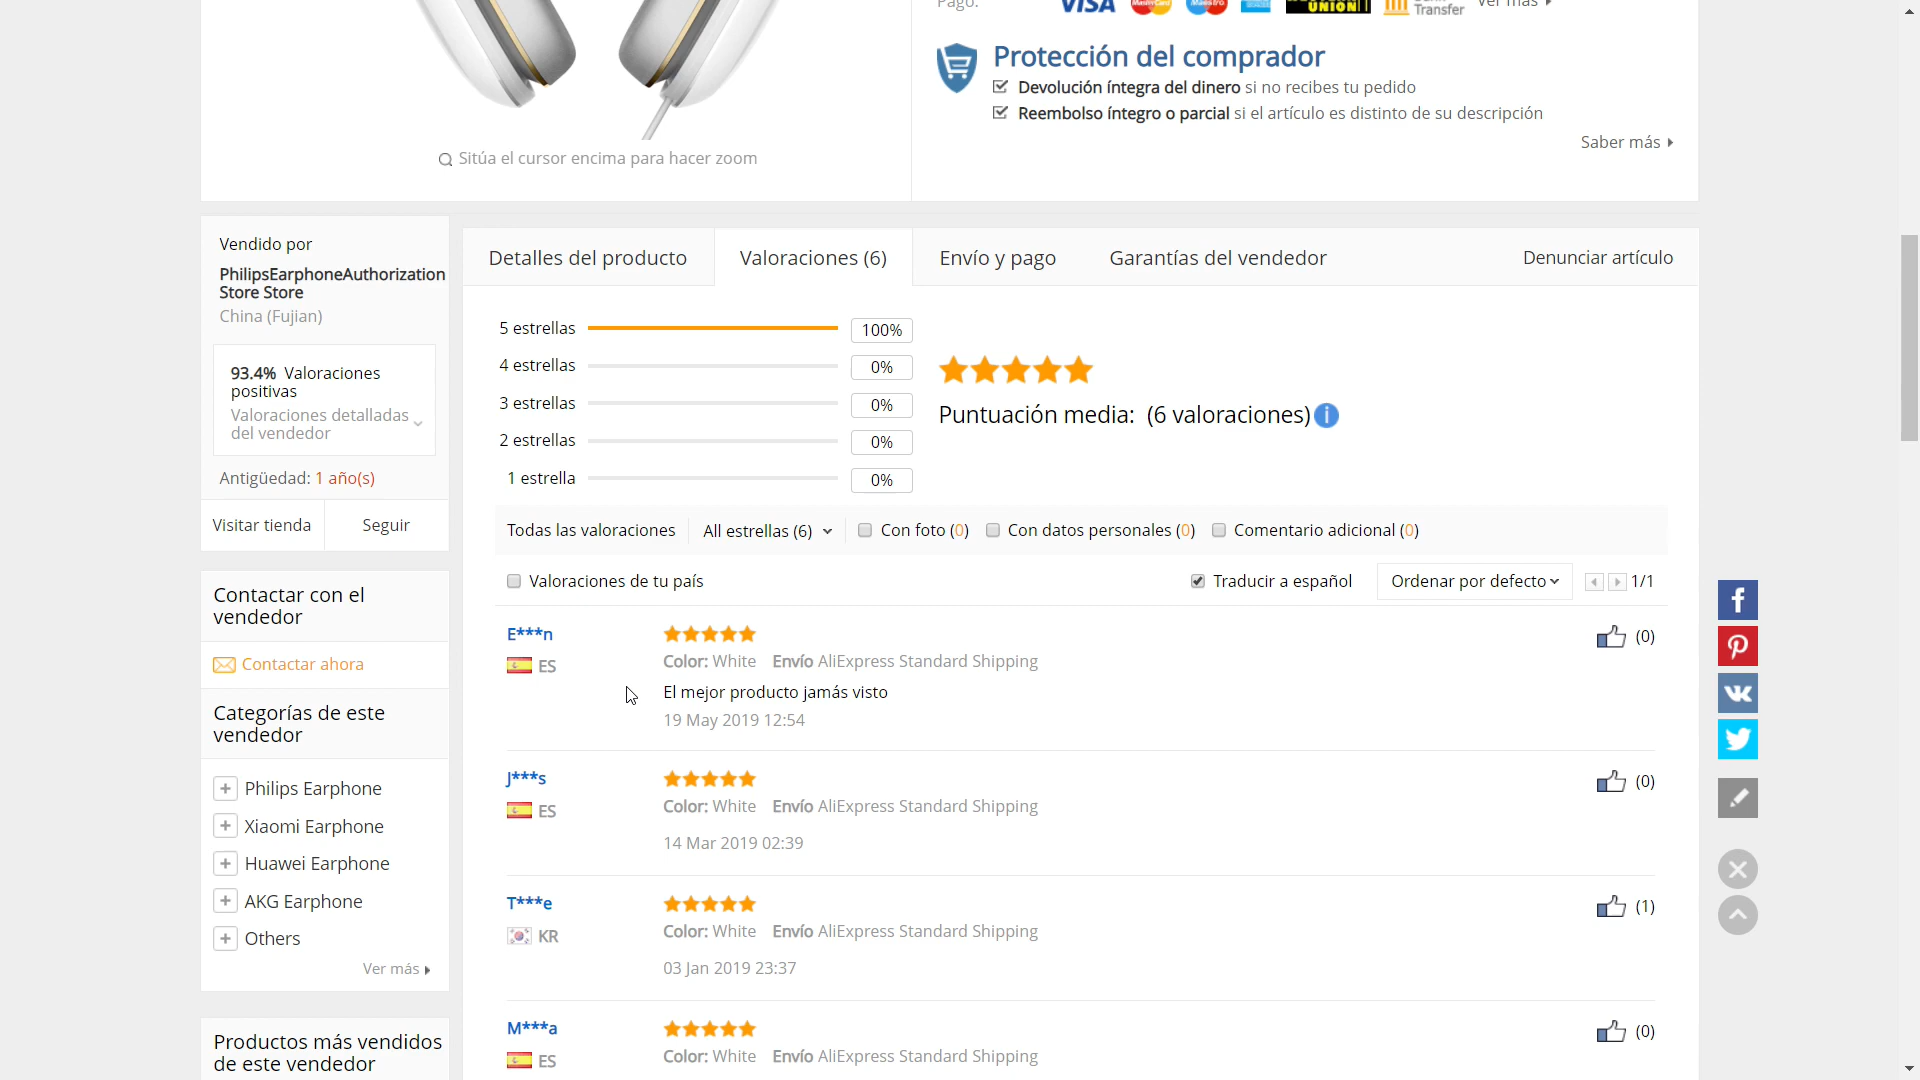 Pago:
VISA
MasterCard
Maestro
WESTERN UNION
Transfer
Ver más
Protección del comprador
Devolución íntegra del dinero si no recibes tu pedido
Reembolso íntegro o parcial si el artículo es distinto de su descripción
Saber más
Sitúa el cursor encima para hacer zoom
Vendido por
PhilipsEarphoneAuthorization
Store Store
China (Fujian)
93.4% Valoraciones
positivas
Valoraciones detalladas
del vendedor
Antigüedad: 1 año(s)
Visitar tienda
Seguir
Contactar con el
vendedor
Contactar ahora
Categorías de este
vendedor
Philips Earphone
Xiaomi Earphone
Huawei Earphone
AKG Earphone
Others
Ver más
Productos más vendidos
de este vendedor
Detalles del producto
Valoraciones (6)
Envío y pago
Garantías del vendedor
Denunciar artículo
5 estrellas 100%
4 estrellas 0%
3 estrellas 0%
2 estrellas 0%
1 estrella 0%
Puntuación media: (6 valoraciones)
Todas las valoraciones
All estrellas (6)
Con foto (0)
Con datos personales (0)
Comentario adicional (0)
Valoraciones de tu país
Traducir a español
Ordenar por defecto
1/1
E***n
ES
Color: White Envío AliExpress Standard Shipping
El mejor producto jamás visto
19 May 2019 12:54
(0)
J***s
ES
Color: White Envío AliExpress Standard Shipping
14 Mar 2019 02:39
(0)
T***e
KR
Color: White Envío AliExpress Standard Shipping
03 Jan 2019 23:37
(1)
M***a
ES
Color: White Envío AliExpress Standard Shipping
(0)